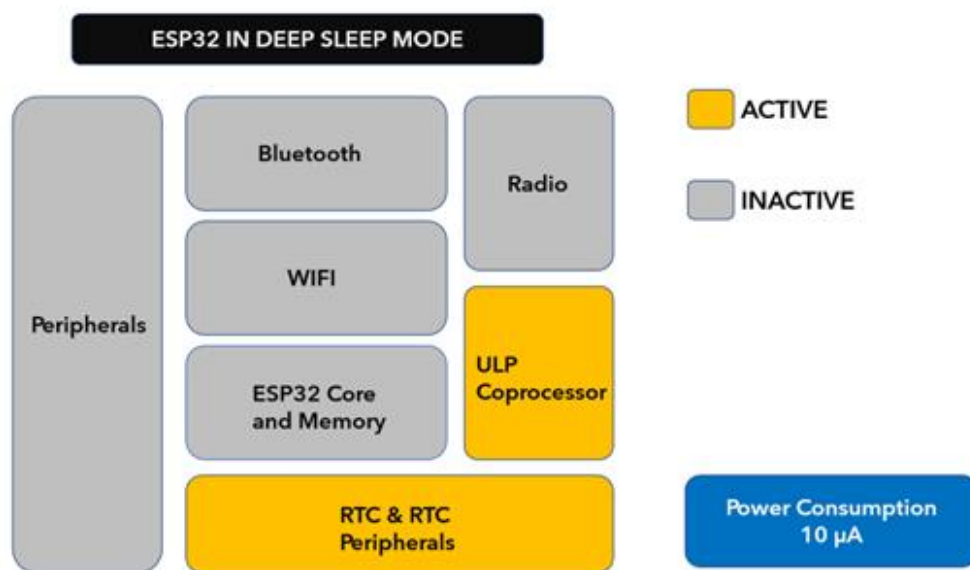 ESP32 IN DEEP SLEEP MODE
Peripherals
Bluetooth
WIFI
ESP32 Core
and Memory
Radio
ULP
Coprocessor
RTC & RTC
Peripherals
ACTIVE
INACTIVE
Power Consumption
10 µA